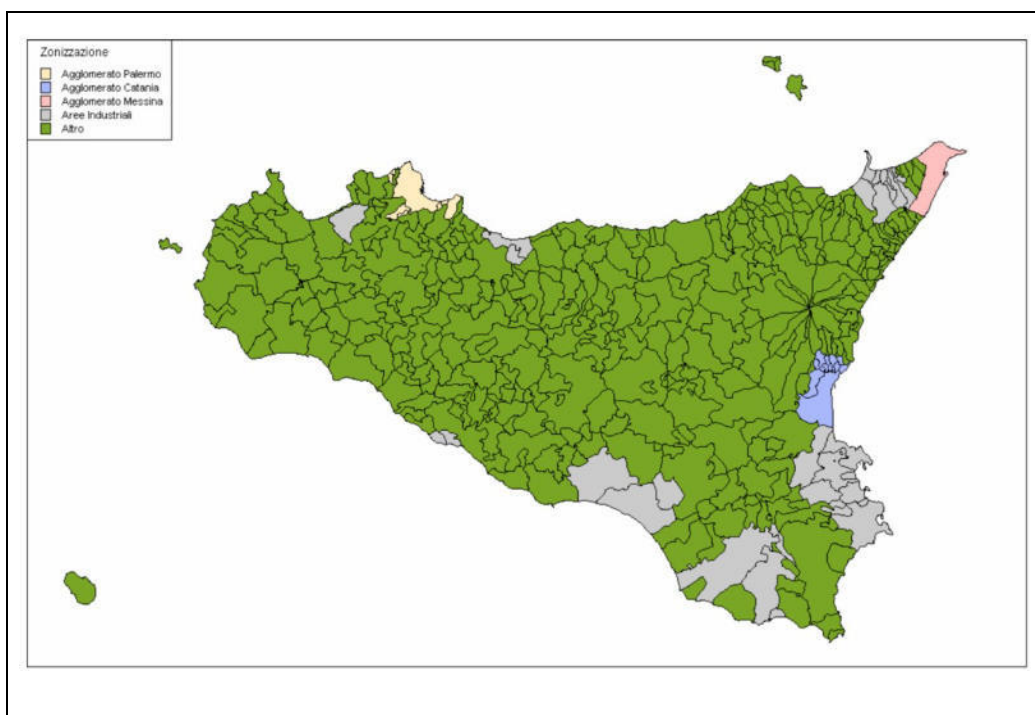 Zonizzazione
Agglomerato Palermo
Agglomerato Catania
Agglomerato Messina
Aree Industriali
Altro